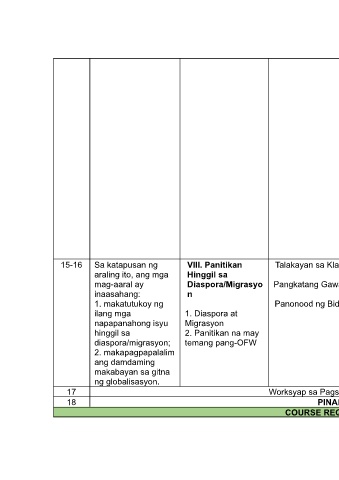 15-16
Sa katapusan ng
araling ito, ang mga
mag-aaral ay
inaasahang:
1. makatutukoy ng
ilang mga
napapanahong isyu
hinggil sa
diaspora/migrasyon;
2. makapagpapalalim
ang damdaming
makabayan sa gitna
ng globalisasyon.
VIII. Panitikan
Hinggil sa
Diaspora/Migrasyo
n
1. Diaspora at
Migrasyon
2. Panitikan na may
temang pang-OFW
Talakayan sa Kla
Pangkatang Gaw
Panonood ng Bid
17
Worksyap sa Pags
18
PINA
COURSE REQ